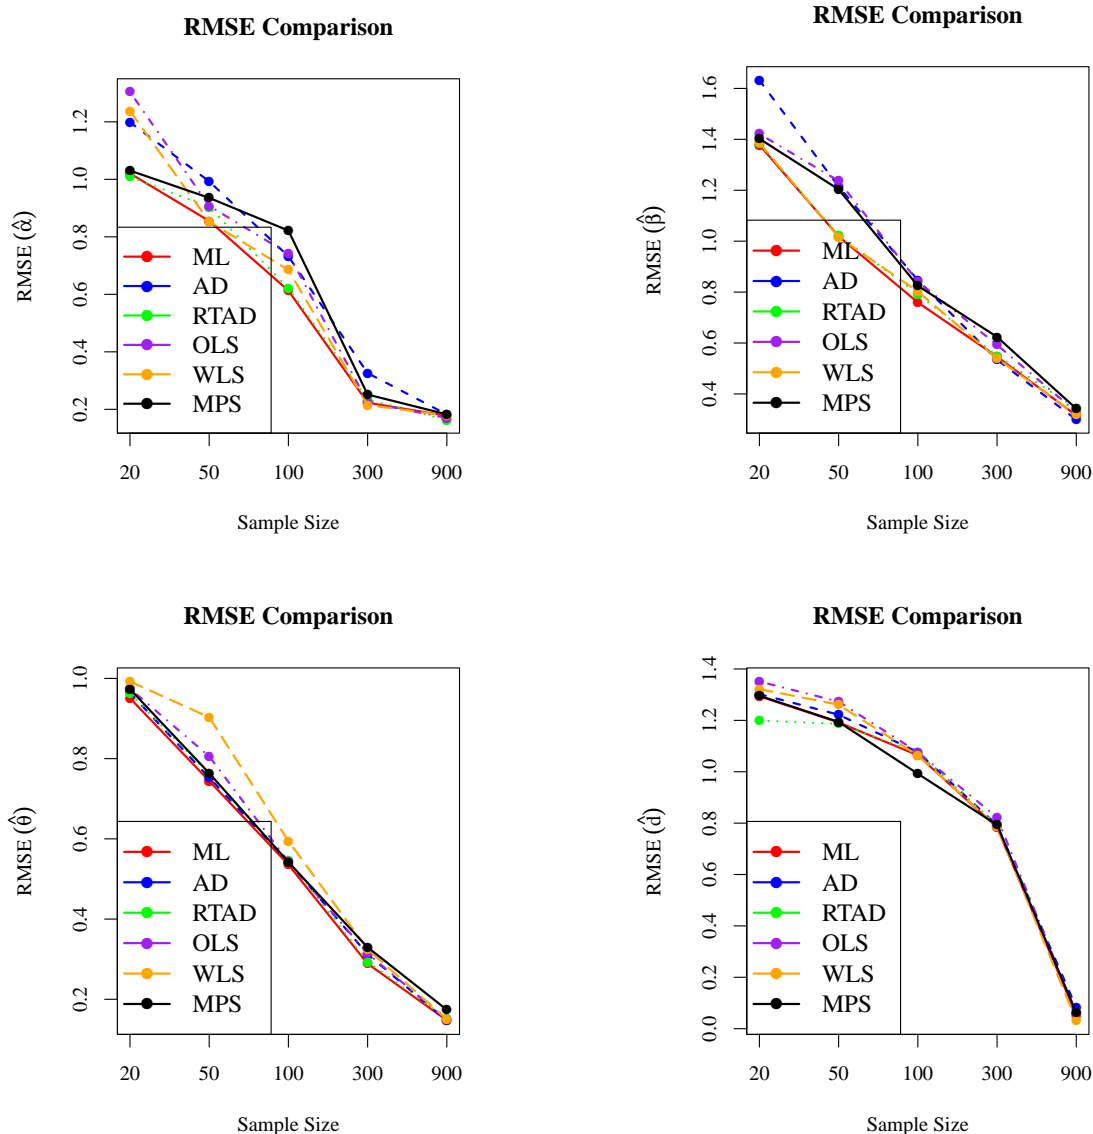 RMSE Comparison
RMSE (α̂)
1.2
1.0
0.8
0.6
0.4
0.2
ML
AD
RTAD
OLS
WLS
MPS
20 50 100 300 900
Sample Size
RMSE Comparison
RMSE (β̂)
1.6
1.4
1.2
1.0
0.8
0.6
0.4
ML
AD
RTAD
OLS
WLS
MPS
20 50 100 300 900
Sample Size
RMSE Comparison
RMSE (θ̂)
1.0
0.8
0.6
0.4
0.2
ML
AD
RTAD
OLS
WLS
MPS
20 50 100 300 900
Sample Size
RMSE Comparison
RMSE (d̂)
1.4
1.2
1.0
0.8
0.6
0.4
0.2
0.0
ML
AD
RTAD
OLS
WLS
MPS
20 50 100 300 900
Sample Size